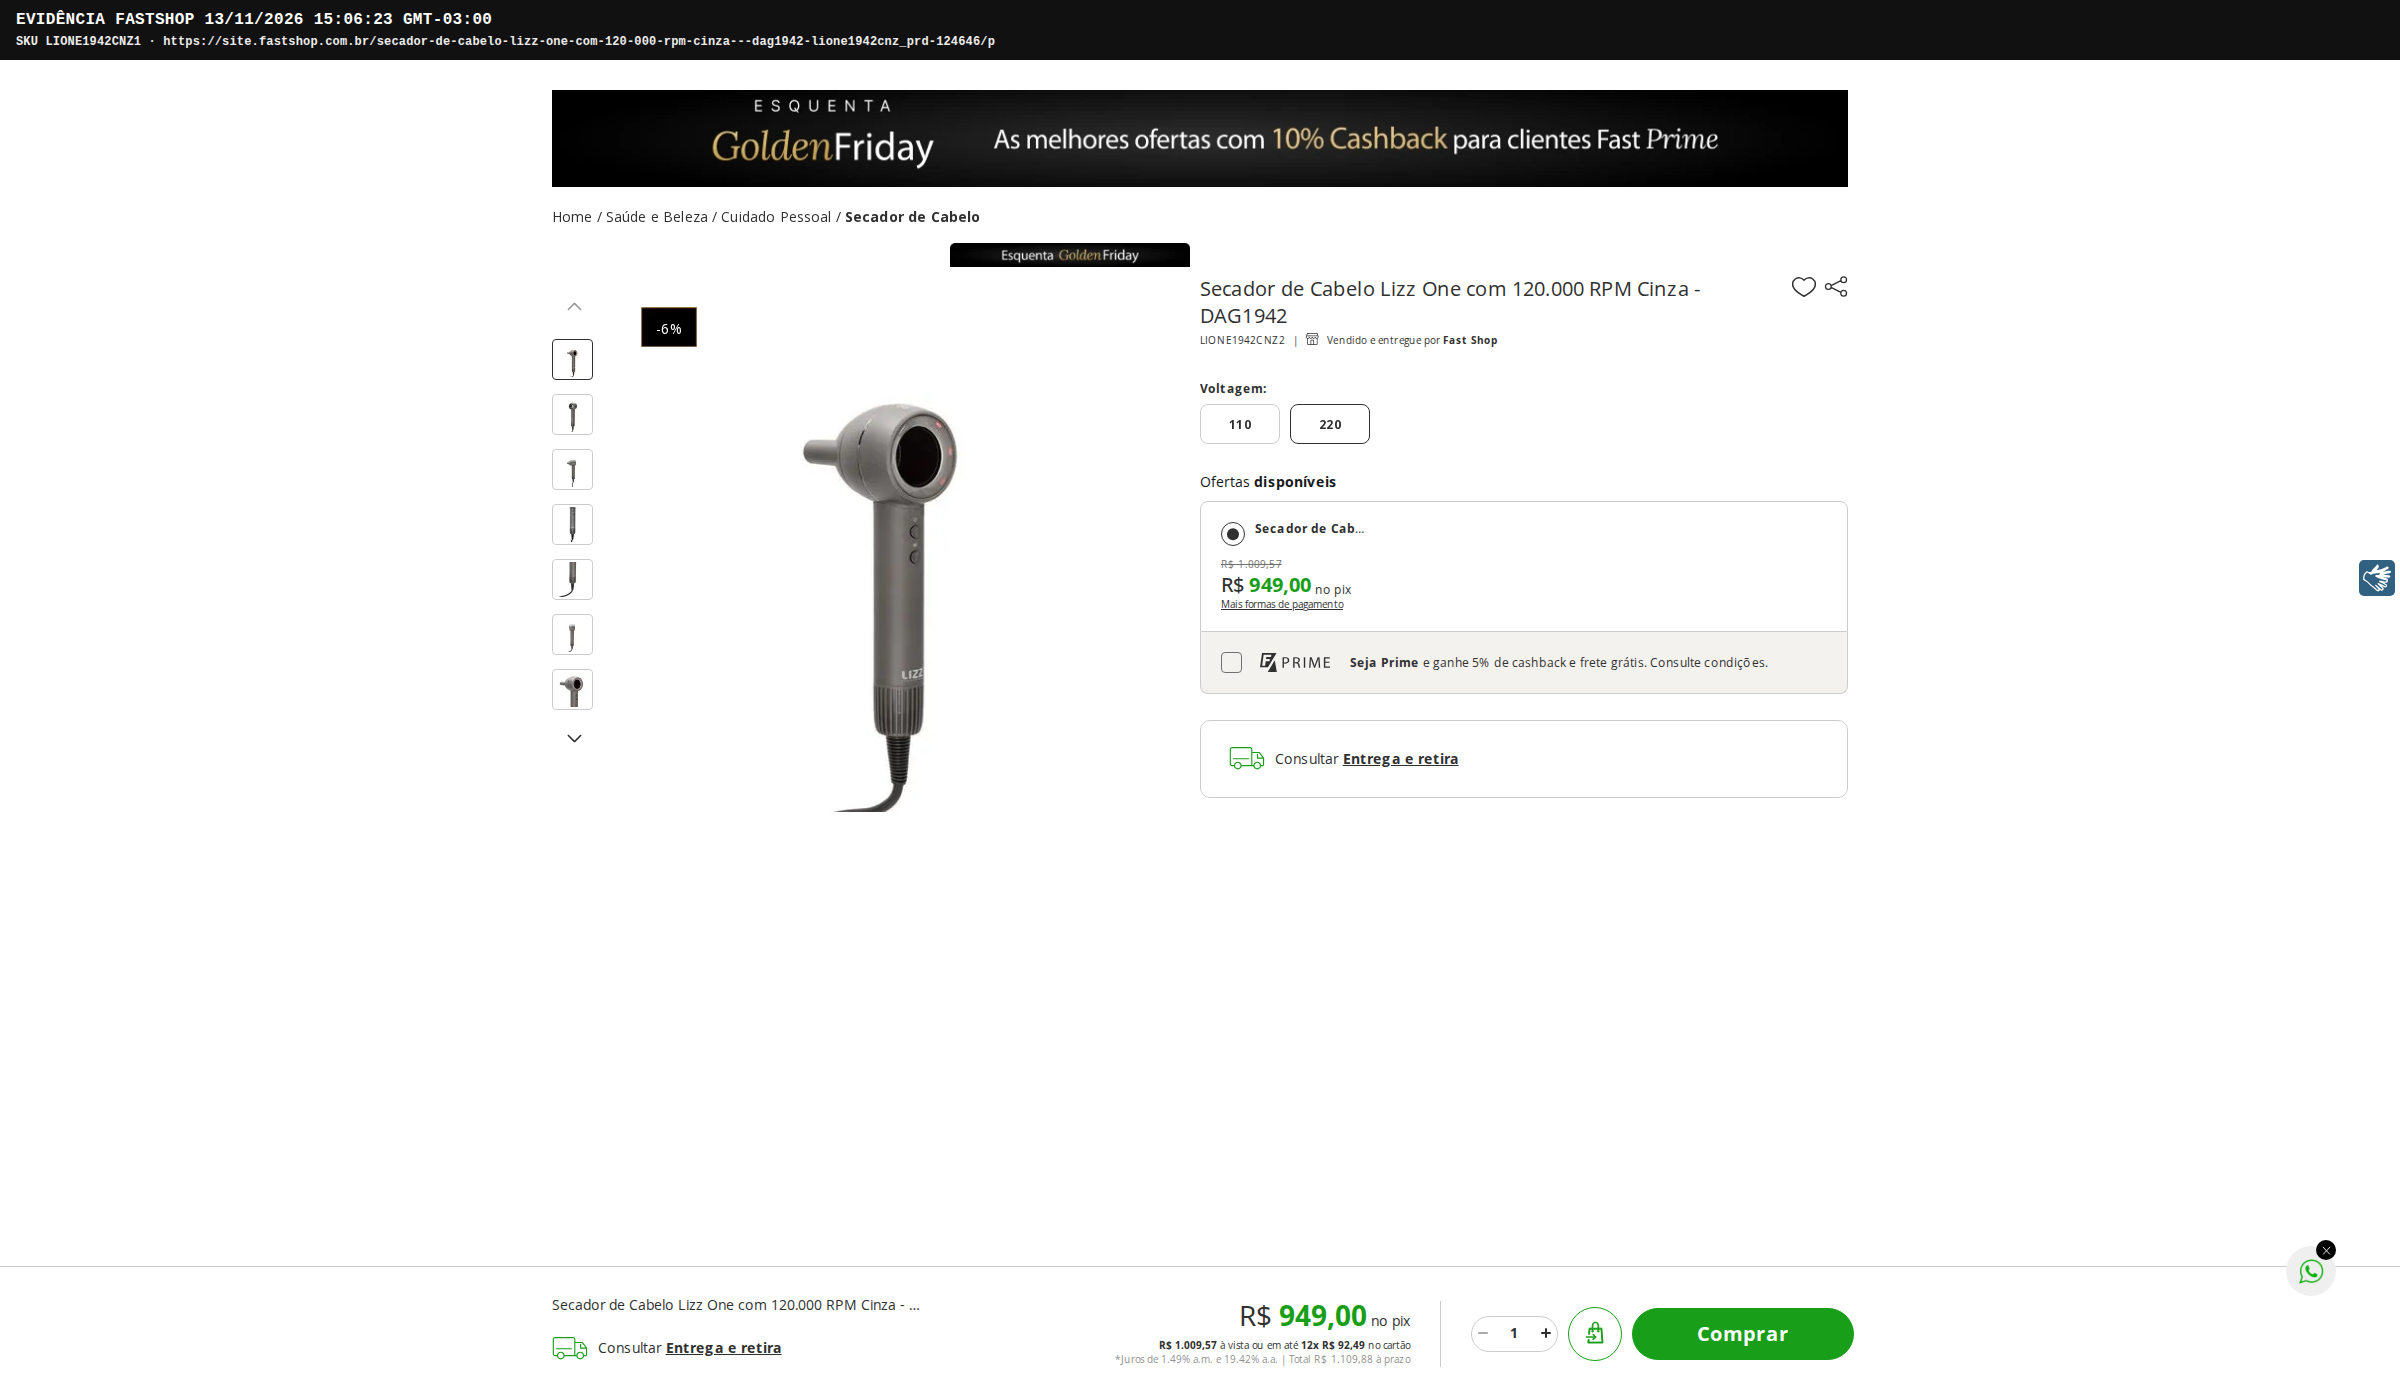 EVIDÊNCIA FASTSHOP 13/11/2026 15:06:23 GMT-03:00
SKU LIONE1942CNZ1 · https://site.fastshop.com.br/secador-de-cabelo-lizz-one-com-120-000-rpm-cinza---dag1942-lione1942cnz_prd-124646/p
ESQUENTA
GoldenFriday
As melhores ofertas com 10% Cashback para clientes Fast Prime
Home / Saúde e Beleza / Cuidado Pessoal / Secador de Cabelo
Esquenta GoldenFriday
-6%
LIZZ
Secador de Cabelo Lizz One com 120.000 RPM Cinza -
DAG1942
LIONE1942CNZ2 | Vendido e entregue por Fast Shop
Voltagem:
110 220
Ofertas disponíveis
Secador de Cab...
R$ 1.009,57
R$ 949,00 no pix
Mais formas de pagamento
PRIME Seja Prime e ganhe 5% de cashback e frete grátis. Consulte condições.
Consultar Entrega e retira
Secador de Cabelo Lizz One com 120.000 RPM Cinza - ...
Consultar Entrega e retira
R$ 949,00 no pix
R$ 1.009,57 à vista ou em até 12x R$ 92,49 no cartão
*Juros de 1.49% a.m. e 19.42% a.a. | Total R$ 1.109,88 à prazo
1
Comprar